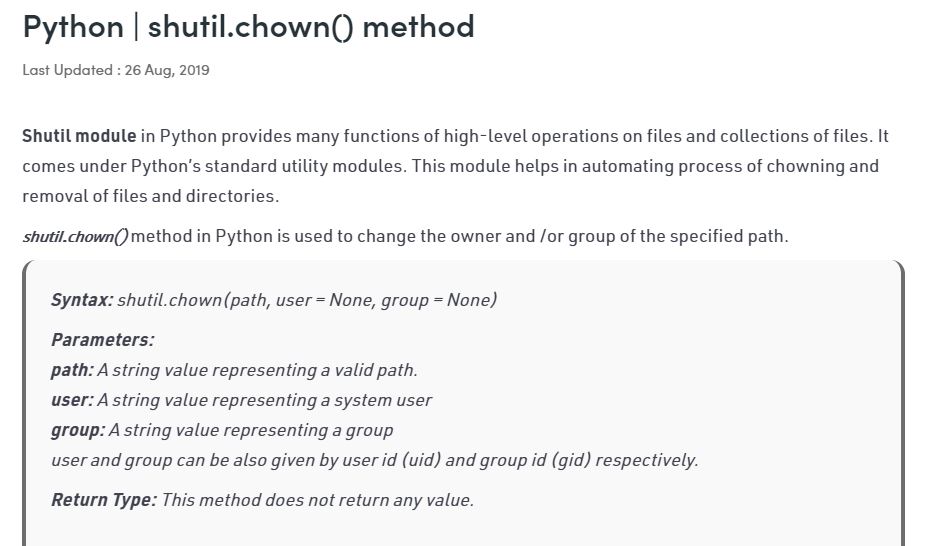 Python | shutil.chown() method
Last Updated : 26 Aug, 2019
Shutil module in Python provides many functions of high-level operations on files and collections of files. It
comes under Python's standard utility modules. This module helps in automating process of chowning and
removal of files and directories.
shutil.chown() method in Python is used to change the owner and /or group of the specified path.
Syntax: shutil.chown(path, user = None, group = None)
Parameters:
path: A string value representing a valid path.
user: A string value representing a system user
group: A string value representing a group
user and group can be also given by user id (uid) and group id (gid) respectively.
Return Type: This method does not return any value.